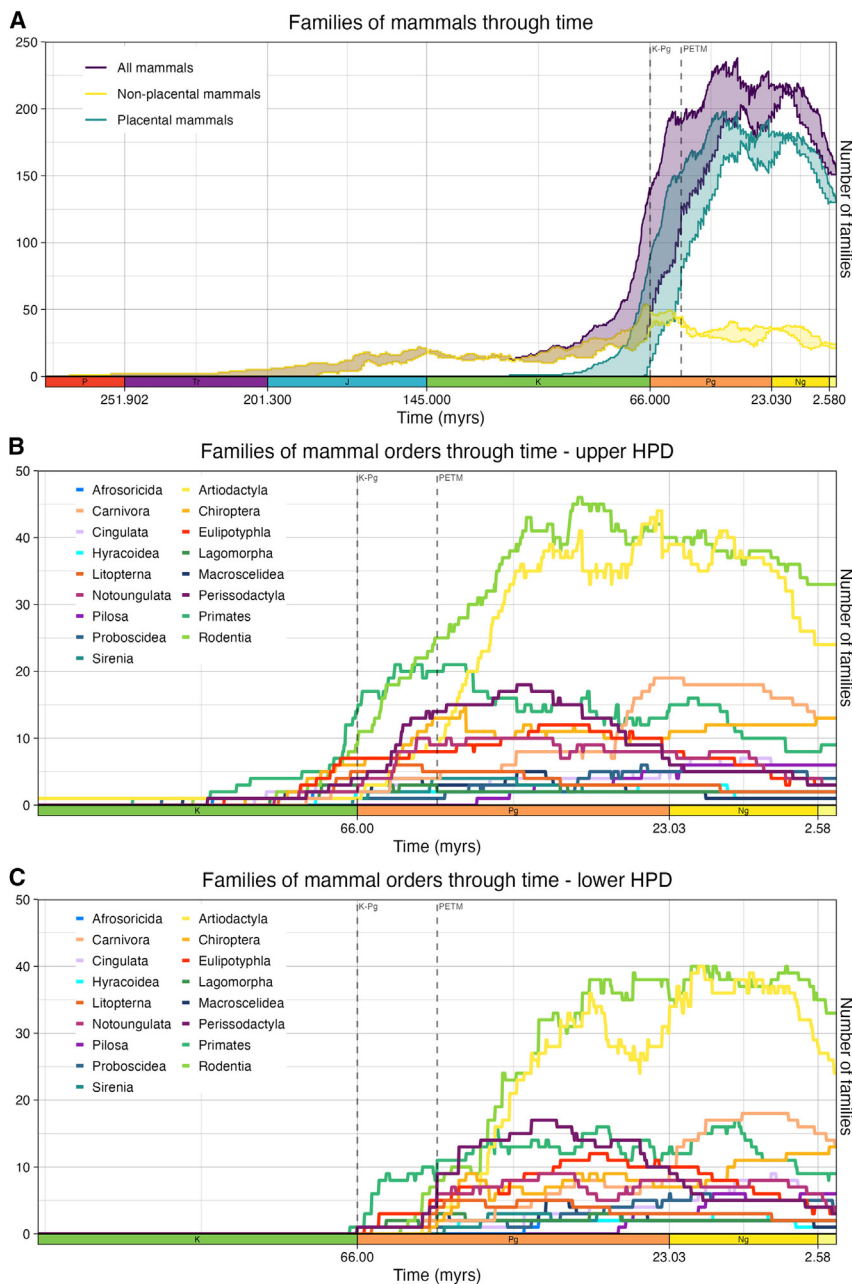 A
Families of mammals through time
250
200
150
100
50
0
K-Pg
PETM
All mammals
Non-placental mammals
Placental mammals
Number of families
P
Tr
J
K
Pg
Ng
251.902
201.300
145.000
66.000
23.030
2.580
Time (myrs)
B
Families of mammal orders through time - upper HPD
50
40
30
20
10
0
K-Pg
PETM
Afrosoricida
Carnivora
Cingulata
Hyracoidea
Litopterna
Notoungulata
Pilosa
Proboscidea
Sirenia
Artiodactyla
Chiroptera
Eulipotyphla
Lagomorpha
Macroscelidea
Perissodactyla
Primates
Rodentia
Number of families
K
Pg
Ng
66.00
23.03
2.58
Time (myrs)
C
Families of mammal orders through time - lower HPD
50
40
30
20
10
0
K-Pg
PETM
Afrosoricida
Carnivora
Cingulata
Hyracoidea
Litopterna
Notoungulata
Pilosa
Proboscidea
Sirenia
Artiodactyla
Chiroptera
Eulipotyphla
Lagomorpha
Macroscelidea
Perissodactyla
Primates
Rodentia
Number of families
K
Pg
Ng
66.00
23.03
2.58
Time (myrs)